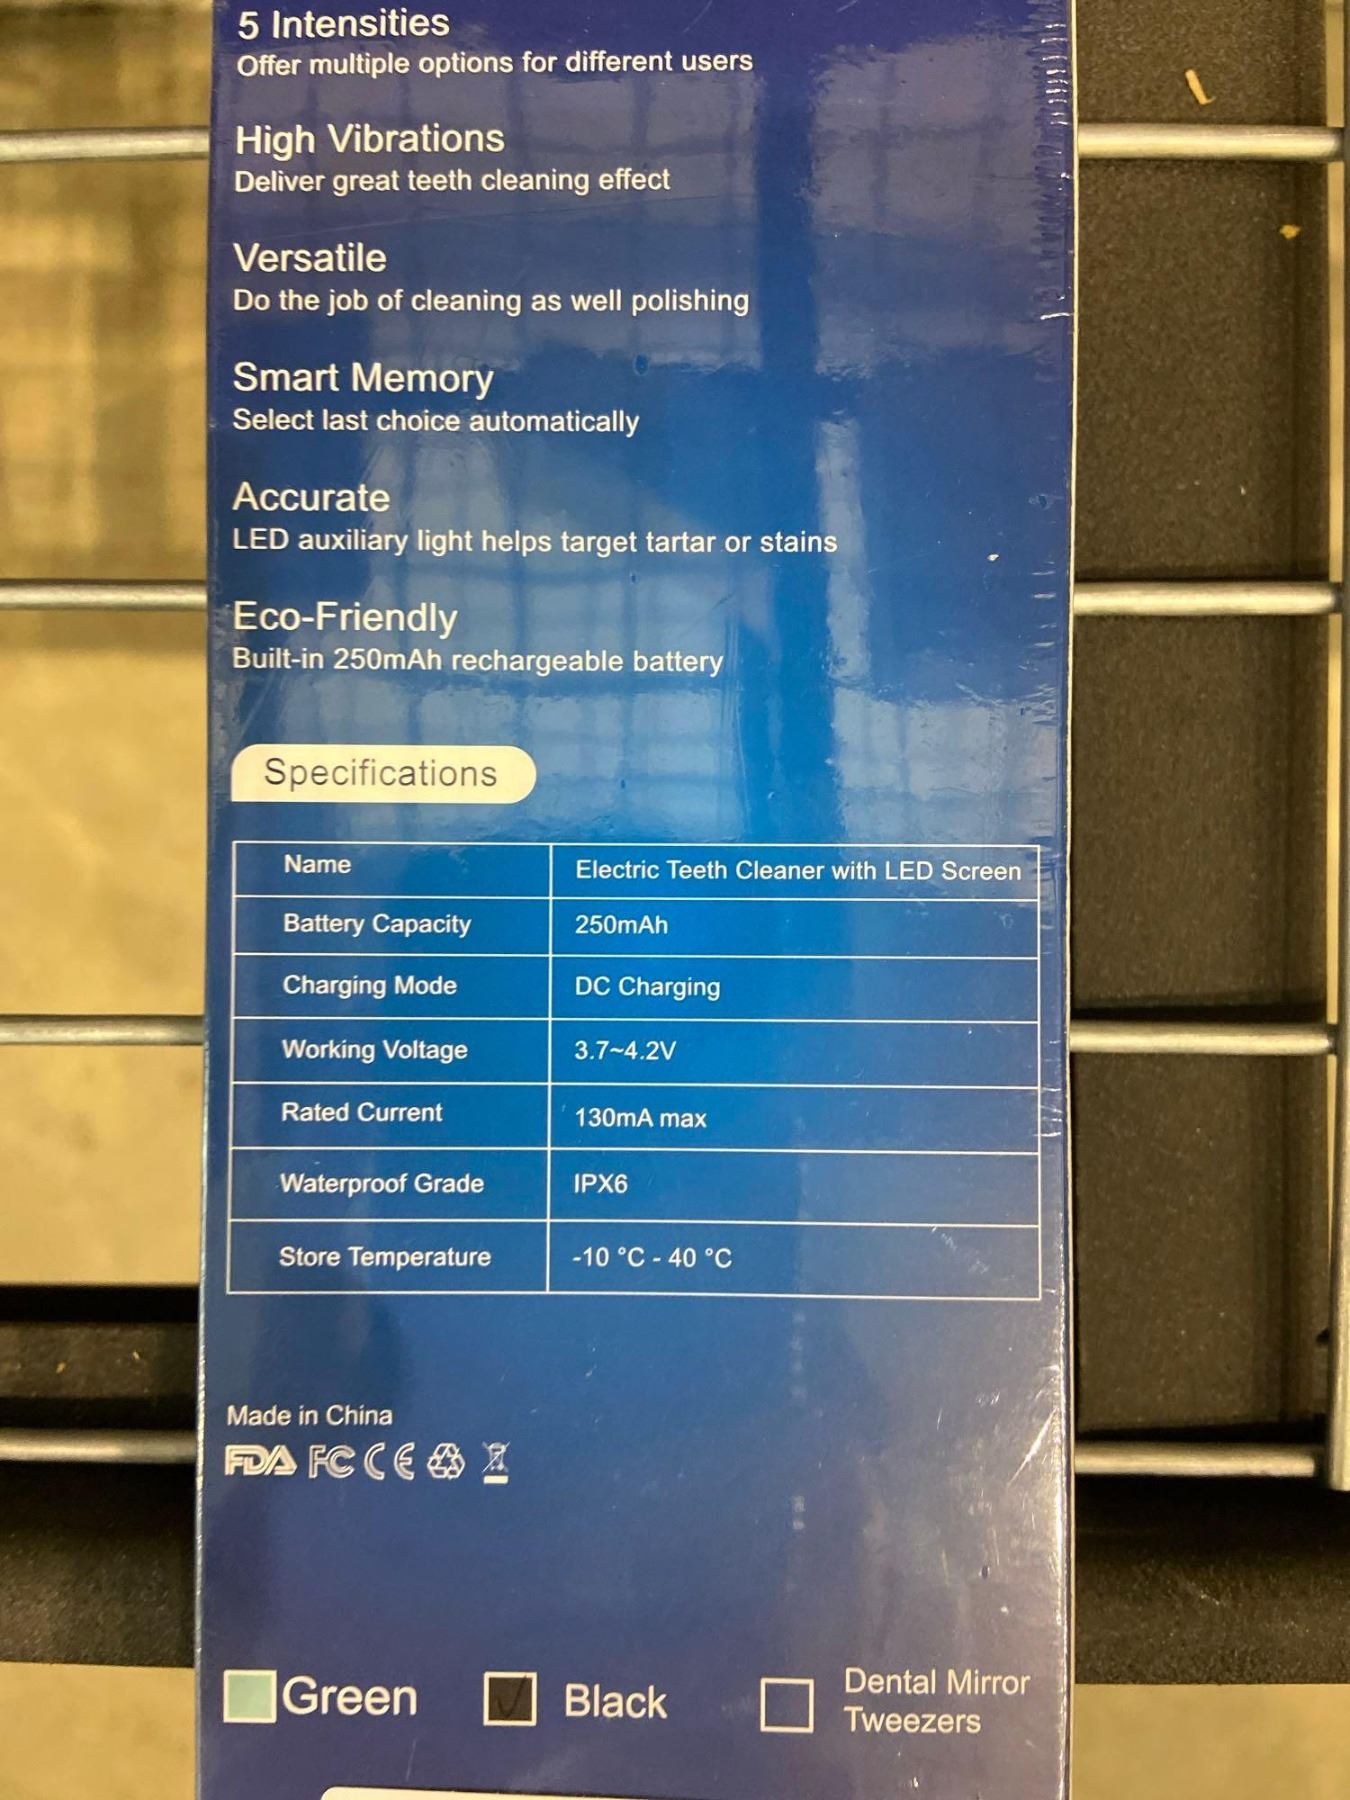 5 Intensities
Offer multiple options for different users
High Vibrations
Deliver great teeth cleaning effect
Versatile
Do the job of cleaning as well polishing
Smart Memory
Select last choice automatically
Accurate
LED auxiliary light helps target tartar or stains
Eco-Friendly
Built-in 250mAh rechargeable battery
Specifications
Name Electric Teeth Cleaner with LED Screen
Battery Capacity 250mAh
Charging Mode DC Charging
Working Voltage 3.7~4.2V
Rated Current 130mA max
Waterproof Grade IPX6
Store Temperature -10 °C - 40 °C
Made in China
FDA FC CE
Green Black Dental Mirror
Tweezers